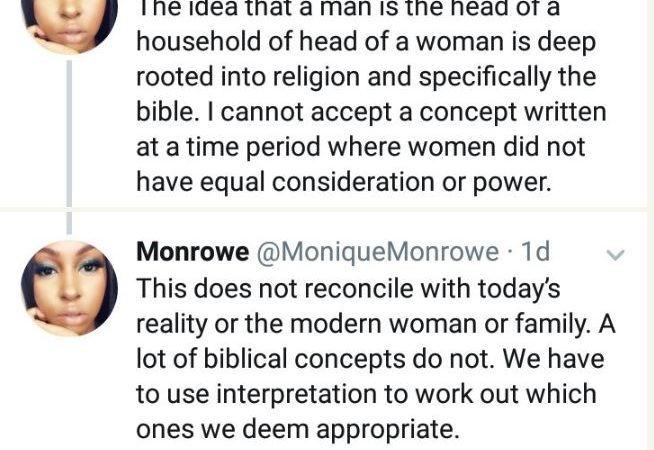 The idea that a man is the head of a
household of head of a woman is deep
rooted into religion and specifically the
bible. I cannot accept a concept written
at a time period where women did not
have equal consideration or power.
Monrowe @MoniqueMonrowe · 1d
This does not reconcile with today's
reality or the modern woman or family. A
lot of biblical concepts do not. We have
to use interpretation to work out which
ones we deem appropriate.